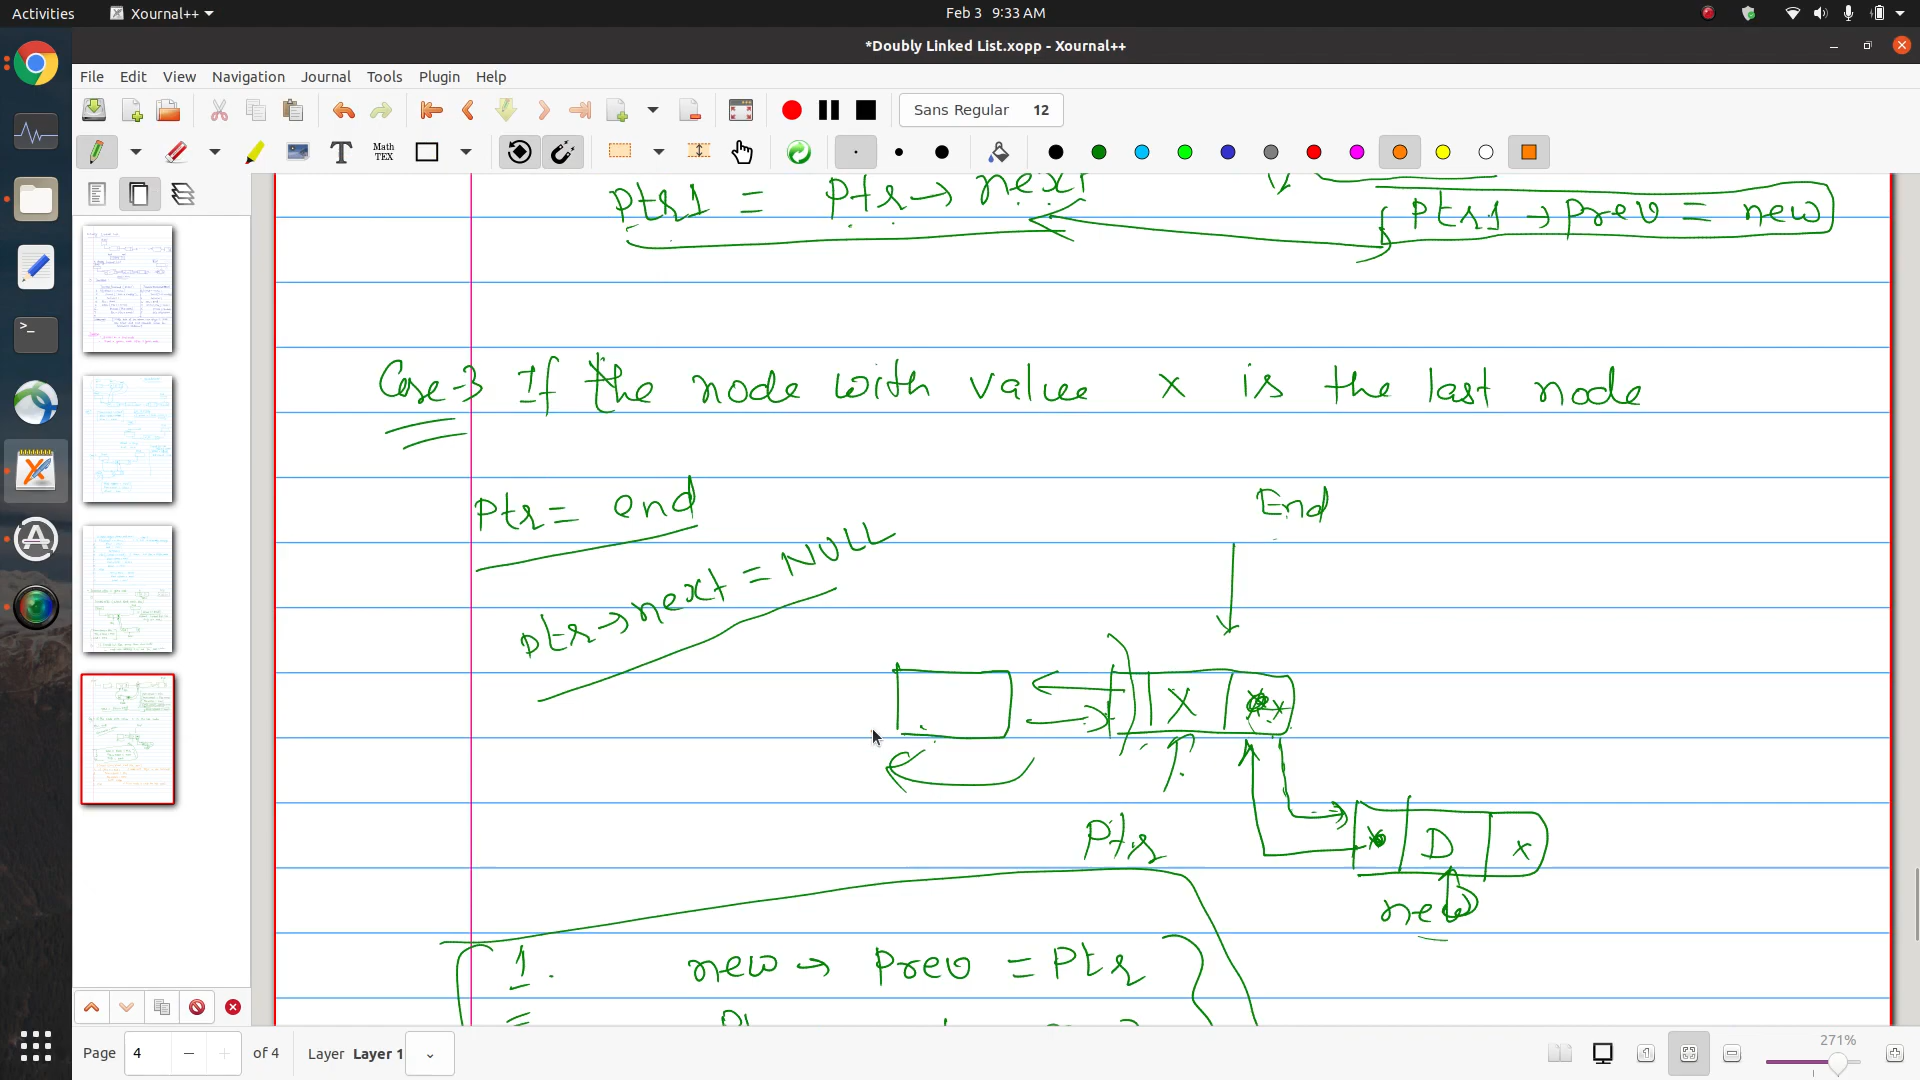 Activities Xournal++ Feb 3 9:33 AM
*Doubly Linked List.xopp - Xournal++
File Edit View Navigation Journal Tools Plugin Help
Sans Regular 12
T Math TEX
Ptr1 = Ptr → next
Ptr1 → prev = new
Case-3 If the node with value X is the last node
Ptr = end
End
ptr → next = NULL
X
Ptr
D x
new
1. new → Prev = Ptr
Page 4 of 4 Layer Layer 1
271%